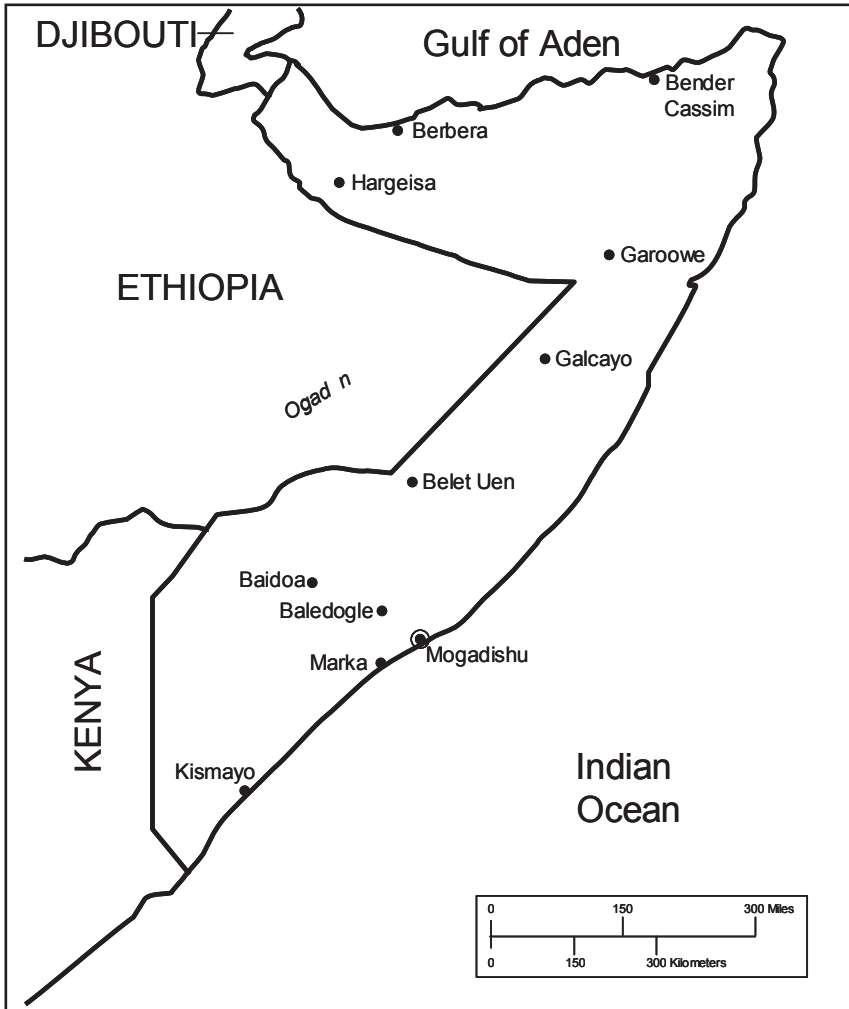 DJIBOUTI
Gulf of Aden
Bender
Cassim
Berbera
Hargeisa
Garoowe
ETHIOPIA
Galcayo
Ogad n
Belet Uen
Baidoa
Baledogle
Mogadishu
Marka
KENYA
Kismayo
Indian
Ocean
0 150 300 Miles
0 150 300 Kilometers